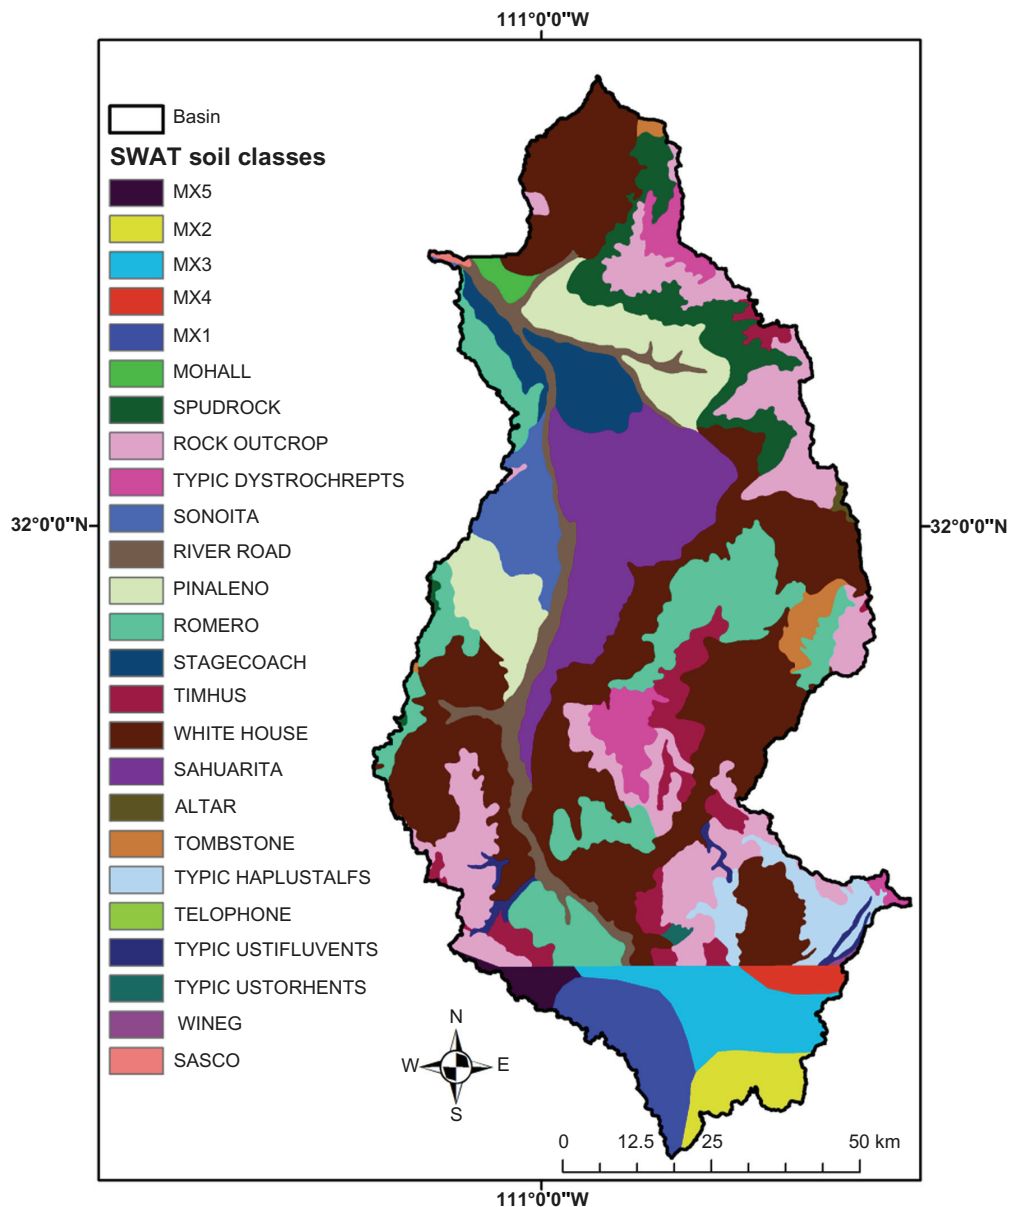 111°0'0"W
Basin
SWAT soil classes
MX5
MX2
MX3
MX4
MX1
MOHALL
SPUDROCK
ROCK OUTCROP
TYPIC DYSTROCHREPTS
SONOITA
RIVER ROAD
PINALENO
ROMERO
STAGECOACH
TIMHUS
WHITE HOUSE
SAHUARITA
ALTAR
TOMBSTONE
TYPIC HAPLUSTALFS
TELOPHONE
TYPIC USTIFLUVENTS
TYPIC USTORHENTS
WINEG
SASCO
32°0'0"N
32°0'0"N
N
W E
S
0 12.5 25 50 km
111°0'0"W